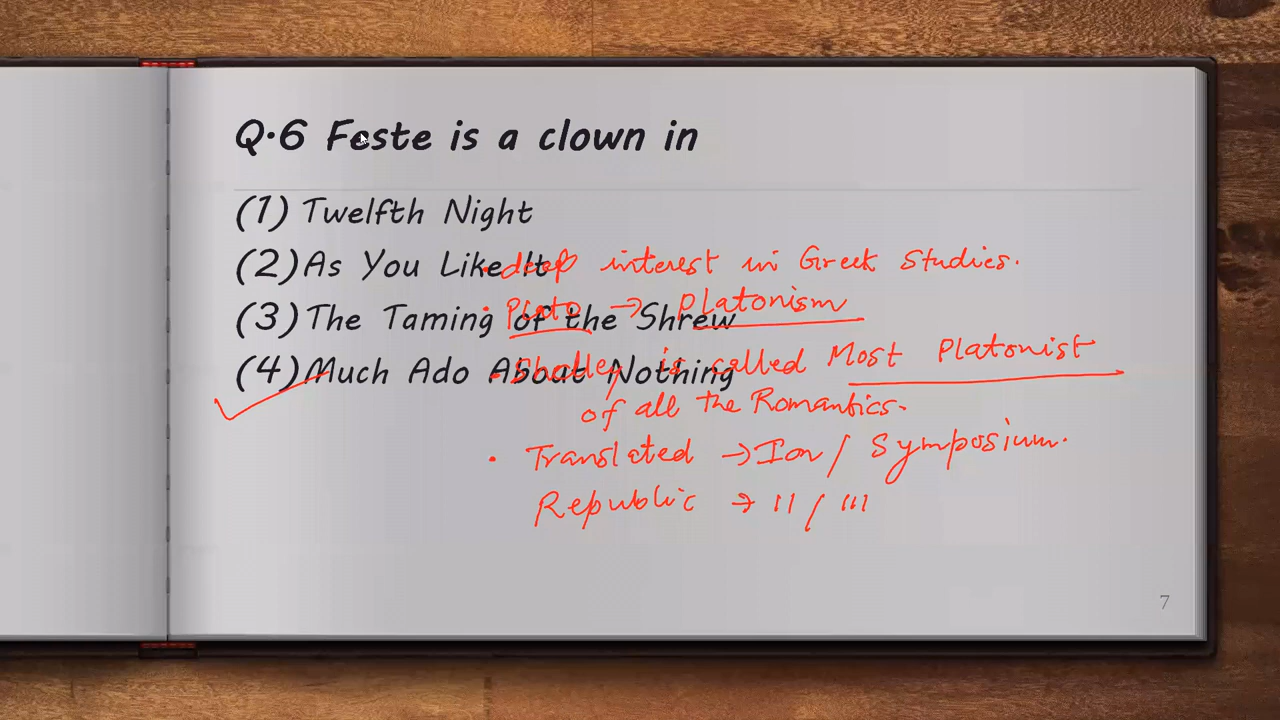 Q.6 Feste is a clown in
(1) Twelfth Night
(2) As You Like It
• deep interest in Greek Studies.
(3) The Taming of the Shrew
• Plato → Platonism
(4) Much Ado About Nothing
• Shelley is called Most Platonist
of all the Romantics.
• Translated → Ion / Symposium.
Republic → II / III
7